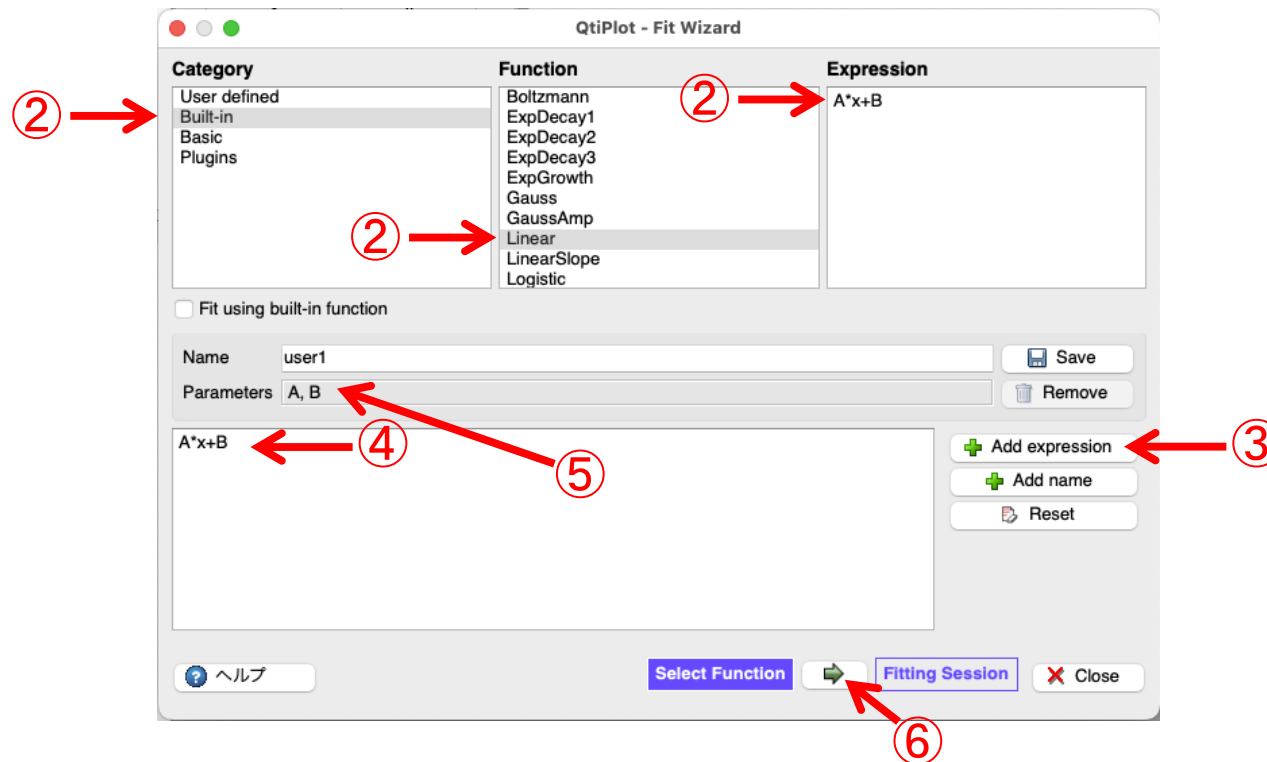 QtiPlot - Fit Wizard
Category
Function
Expression
②
User defined
Built-in
Basic
Plugins
Boltzmann
ExpDecay1
ExpDecay2
ExpDecay3
ExpGrowth
Gauss
GaussAmp
Linear
LinearSlope
Logistic
②
②
A*x+B
Fit using built-in function
Name user1
Save
Parameters A, B
Remove
A*x+B
④
⑤
Add expression
③
Add name
Reset
ヘルプ
Select Function
Fitting Session
Close
⑥